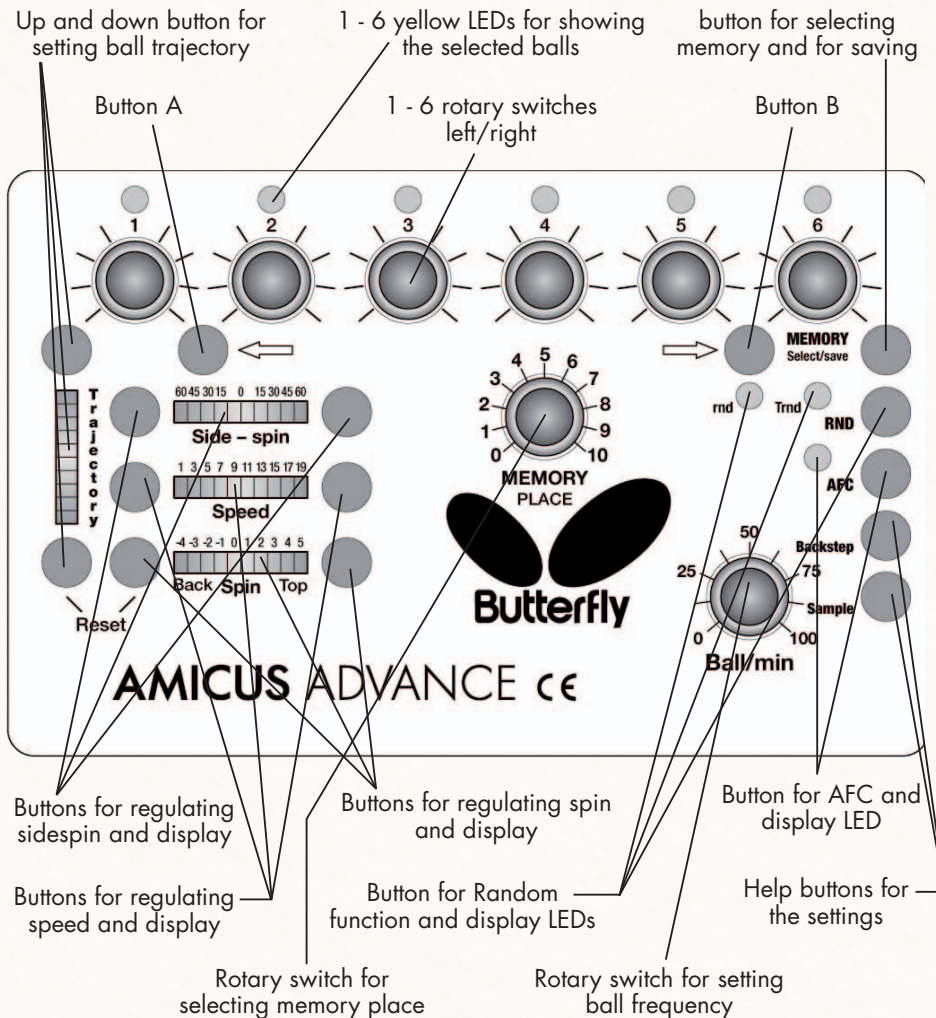 Up and down button for
setting ball trajectory
1 - 6 yellow LEDs for showing
the selected balls
button for selecting
memory and for saving
Button A
1 - 6 rotary switches
left/right
Button B
1 2 3 4 5 6
MEMORY
Select/save
Trajectory
60 45 30 15 0 15 30 45 60
Side – spin
1 3 5 7 9 11 13 15 17 19
Speed
-4 -3 -2 -1 0 1 2 3 4 5
Back Spin Top
Reset
0 1 2 3 4 5 6 7 8 9 10
MEMORY
PLACE
rnd Trnd
RND
AFC
Backstep
Sample
0 25 50 75 100
Ball/min
Butterfly
AMICUS ADVANCE CE
Buttons for regulating
sidespin and display
Buttons for regulating spin
and display
Button for AFC and
display LED
Buttons for regulating
speed and display
Button for Random
function and display LEDs
Help buttons for
the settings
Rotary switch for
selecting memory place
Rotary switch for setting
ball frequency